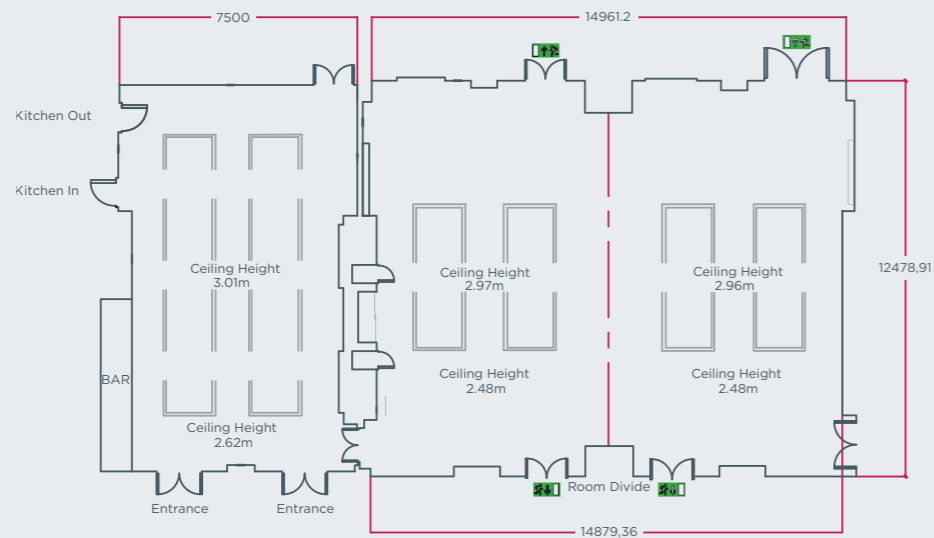 7500
14961.2
Kitchen Out
Kitchen In
Ceiling Height
3.01m
Ceiling Height
2.97m
Ceiling Height
2.96m
12478,91
BAR
Ceiling Height
2.48m
Ceiling Height
2.48m
Ceiling Height
2.62m
Room Divide
Entrance
Entrance
14879,36